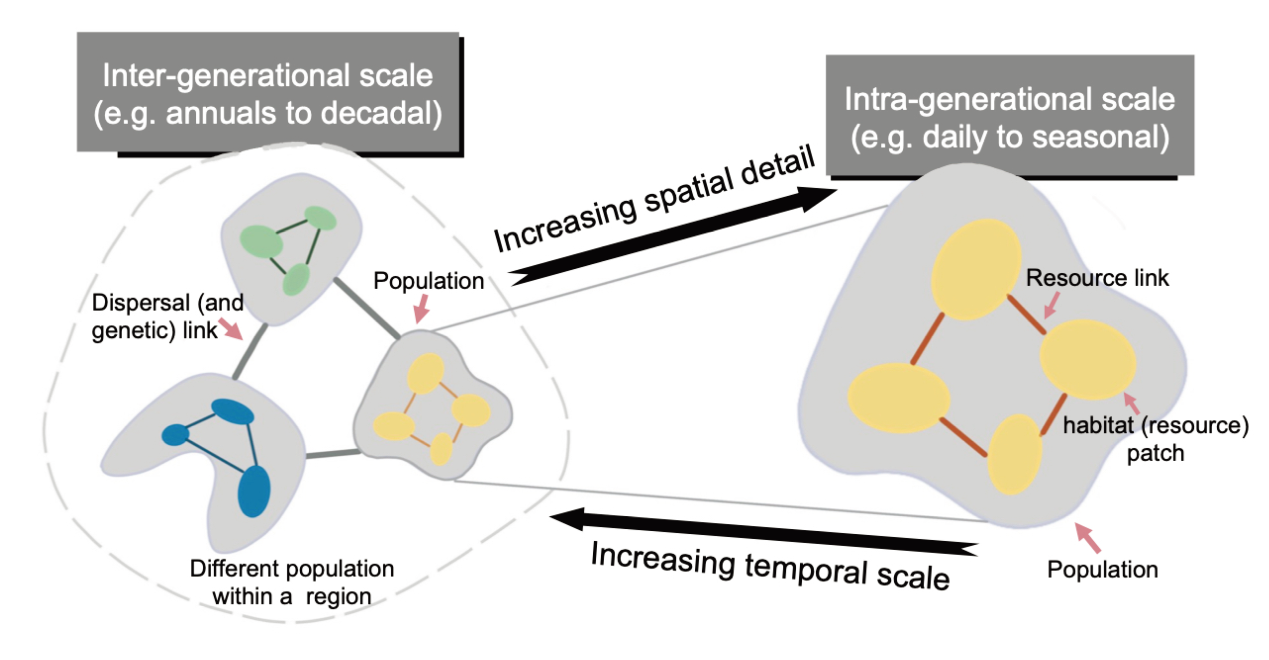 Inter-generational scale
(e.g. annuals to decadal)
Intra-generational scale
(e.g. daily to seasonal)
Increasing spatial detail
Population
Dispersal (and
genetic) link
Resource link
habitat (resource)
patch
Different population
within a region
Increasing temporal scale
Population